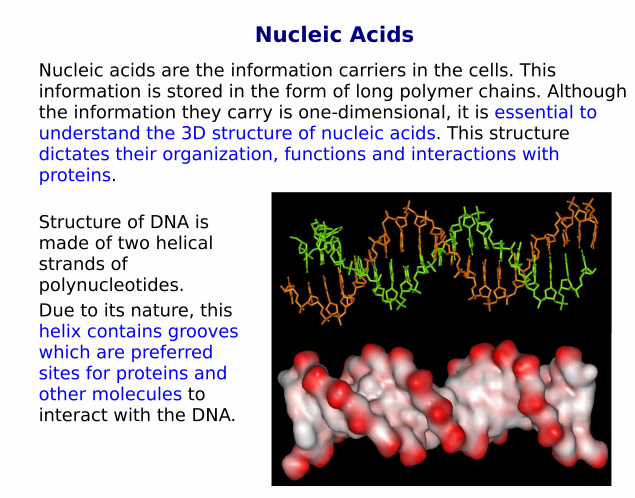 Nucleic Acids
Nucleic acids are the information carriers in the cells. This
information is stored in the form of long polymer chains. Although
the information they carry is one-dimensional, it is essential to
understand the 3D structure of nucleic acids. This structure
dictates their organization, functions and interactions with
proteins.
Structure of DNA is
made of two helical
strands of
polynucleotides.
Due to its nature, this
helix contains grooves
which are preferred
sites for proteins and
other molecules to
interact with the DNA.